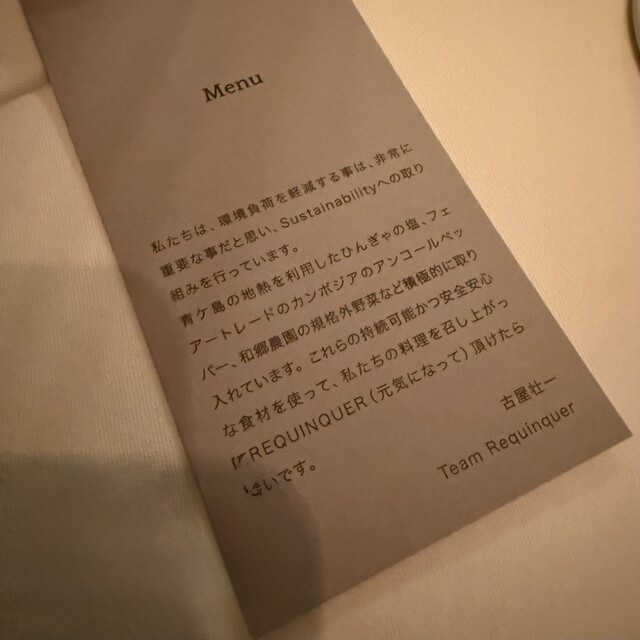 Menu
私たちは、環境負荷を軽減する事は、非常に
重要な事だと思い、Sustainabilityへの取り
組みを行っています。
青ケ島の地熱を利用したひんぎゃの塩、フェ
アートレードのカンボジアのアンコールペッ
パー、和郷農園の規格外野菜など積極的に取り
入れています。これらの持続可能かつ安全安心
な食材を使って、私たちの料理を召し上がっ
REQUINQUER(元気になって)頂けたら
いです。
古屋壮一
Team Requinquer